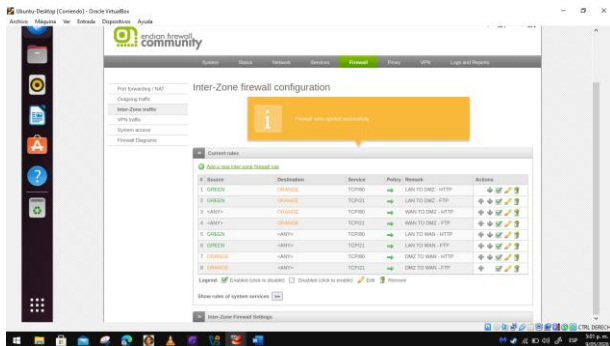 Ubuntu-Desktop [Corriendo] - Oracle VirtualBox
Archivo Máquina Ver Entrada Dispositivos Ayuda
endian firewall
community
System Status Network Services Firewall Proxy VPN Logs and Reports
Port forwarding / NAT
Outgoing traffic
Inter-Zone traffic
VPN traffic
System access
Firewall Diagrams
Inter-Zone firewall configuration
Firewall rules applied successfully
Current rules
Add a new inter-zone firewall rule
# Source Destination Service Policy Remark Actions
1 GREEN ORANGE TCP/80 LAN TO DMZ - HTTP
2 GREEN ORANGE TCP/21 LAN TO DMZ - FTP
3 <ANY> ORANGE TCP/80 WAN TO DMZ - HTTP
4 <ANY> ORANGE TCP/21 WAN TO DMZ - FTP
5 GREEN <ANY> TCP/80 LAN TO WAN - HTTP
6 GREEN <ANY> TCP/21 LAN TO WAN - FTP
7 ORANGE <ANY> TCP/80 DMZ TO WAN - HTTP
8 ORANGE <ANY> TCP/21 DMZ TO WAN - FTP
Legend: Enabled (click to disable) Disabled (click to enable) Edit Remove
Show rules of system services >>
Inter-Zone Firewall Settings
CTRL DERECH
ESP 5:01 p. m.